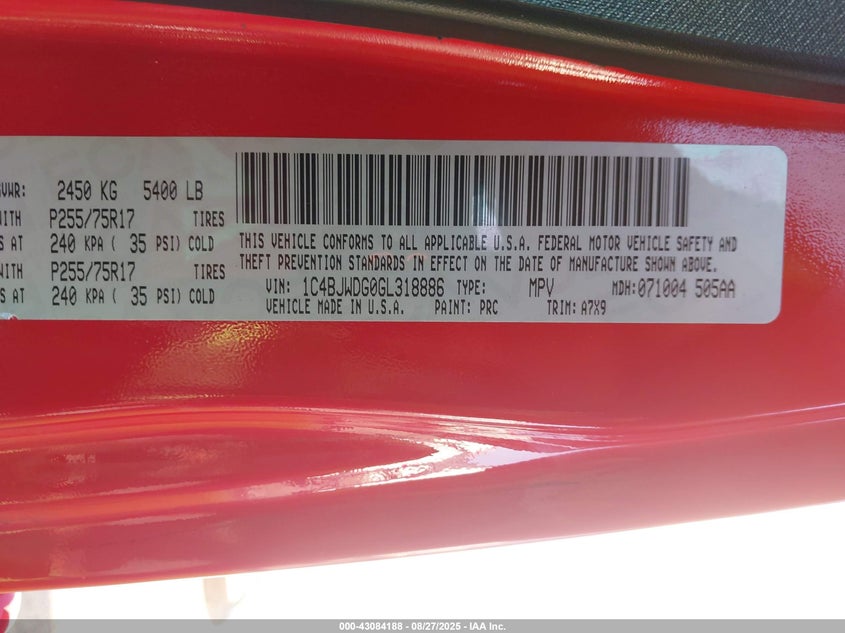 GVWR: 2450 KG 5400 LB
WITH P255/75R17 TIRES
AT 240 KPA ( 35 PSI) COLD
WITH P255/75R17 TIRES
AT 240 KPA ( 35 PSI) COLD
THIS VEHICLE CONFORMS TO ALL APPLICABLE U.S.A. FEDERAL MOTOR VEHICLE SAFETY AND
THEFT PREVENTION STANDARDS IN EFFECT ON THE DATE OF MANUFACTURE SHOWN ABOVE.
VIN: 1C4BJWDG0GL318886 TYPE: MPV MDH: 071004 505AA
VEHICLE MADE IN U.S.A. PAINT: PRC TRIM: A7X9
000-43084188 | 08/27/2025 - IAA Inc.